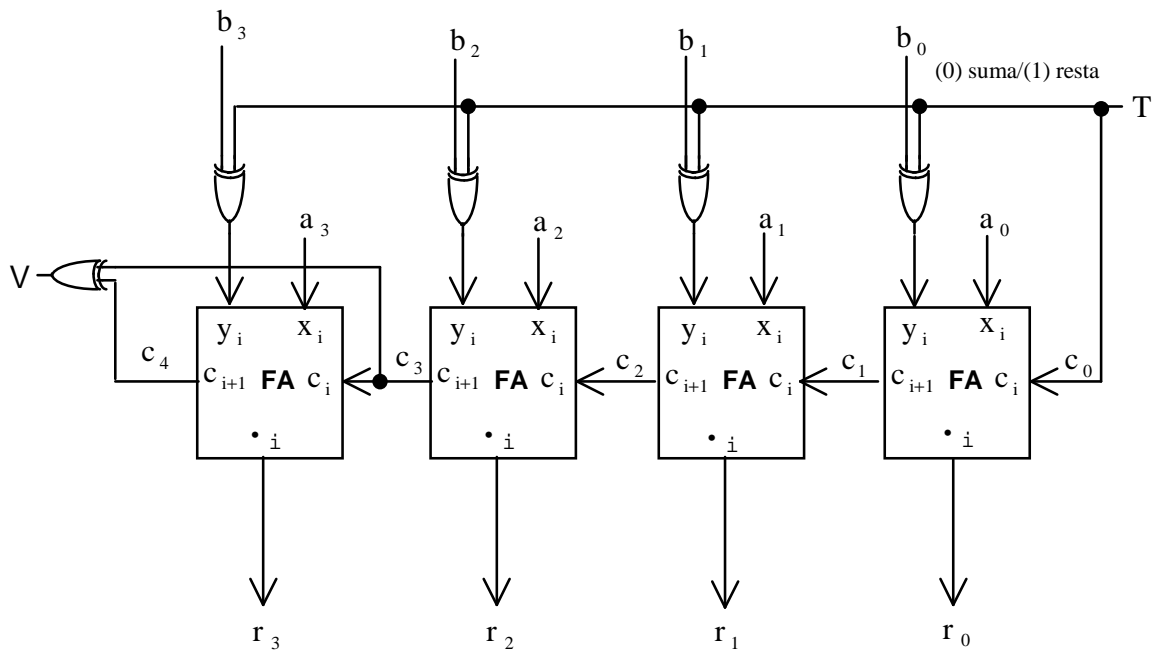 b3
b2
b1
b0
(0) suma/(1) resta
T
a3
a2
a1
a0
V
yi
xi
yi
xi
yi
xi
yi
xi
c4
c3
c2
c1
c0
ci+1 FA ci
ci+1 FA ci
ci+1 FA ci
ci+1 FA ci
• i
• i
• i
• i
r3
r2
r1
r0